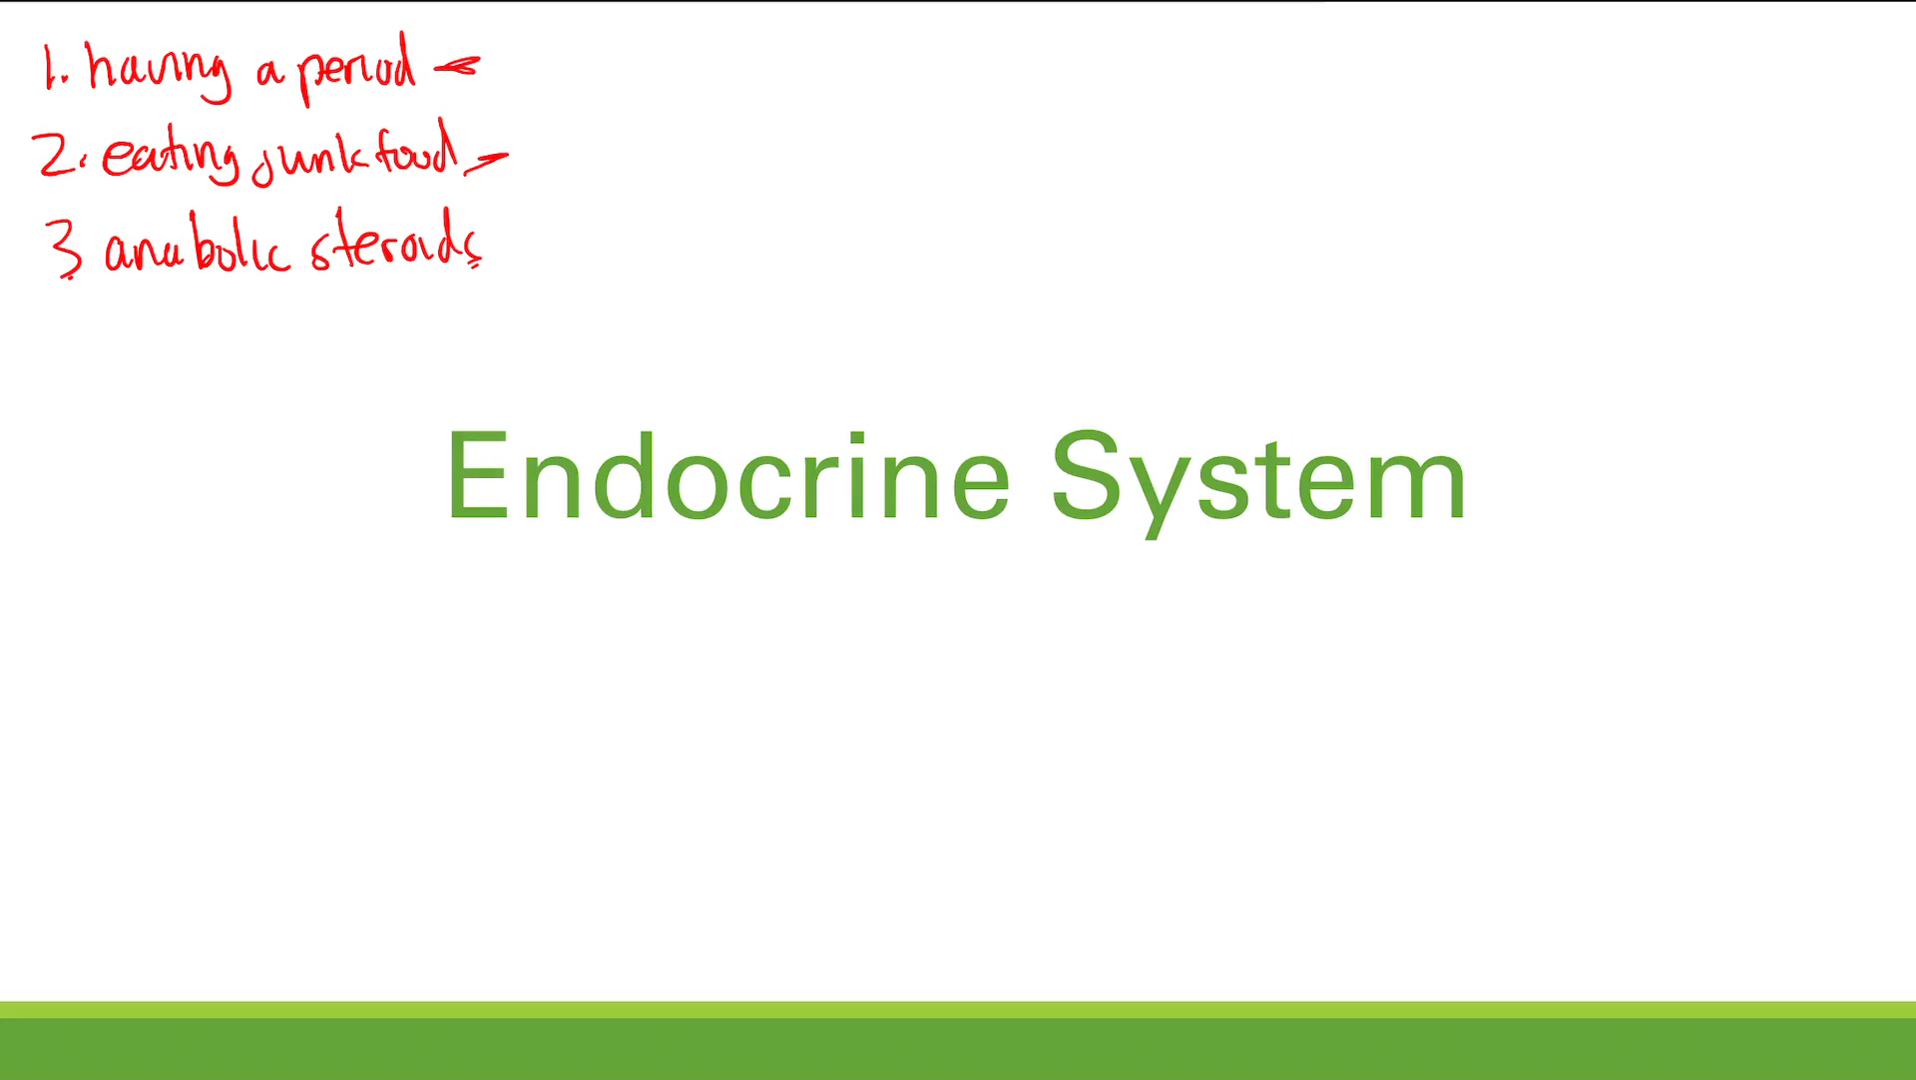 1. having a period
2. eating junk food
3. anabolic steroids
Endocrine System